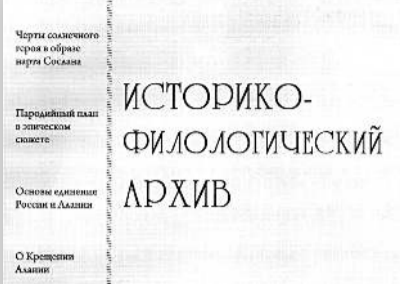 Черты солнечного
героя в образе
нарта Сослана
Пародийный план
в эпическом
сюжете
Основы единения
России и Алании
О Крещении
Алании
ИСТОРИКО-
ФИЛОЛОГИЧЕСКИЙ
АРХИВ